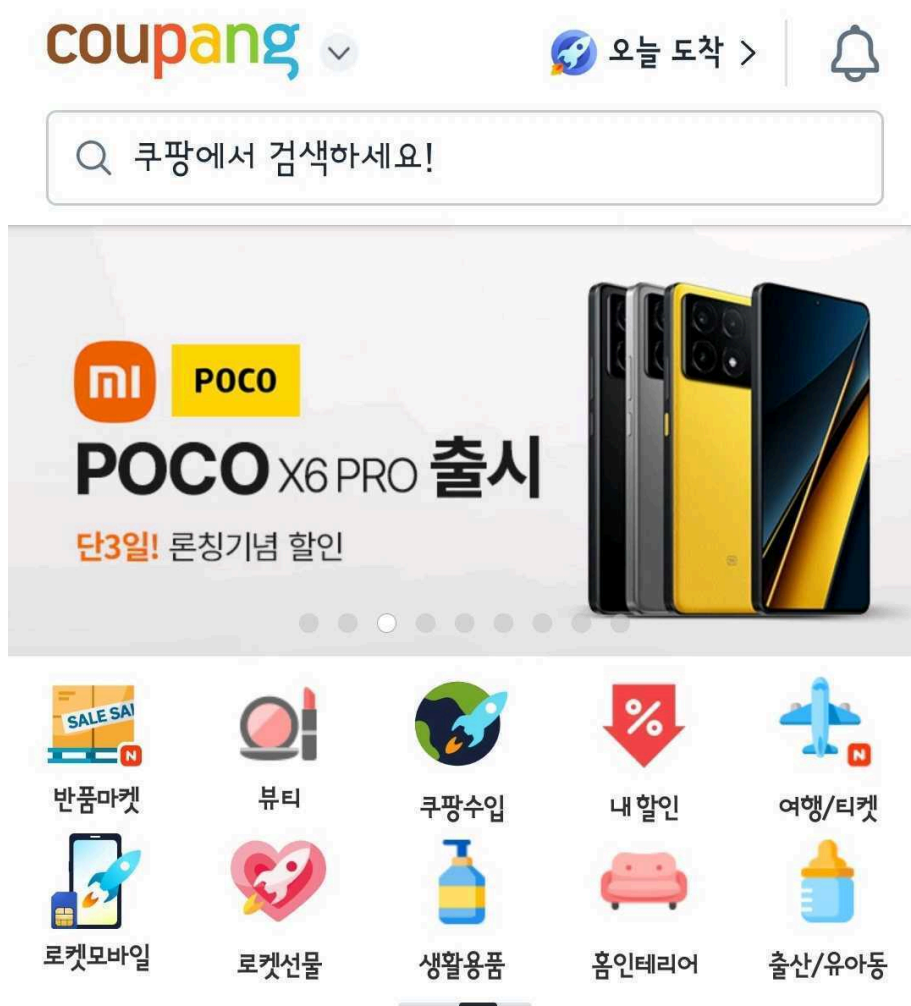 coupang
오늘 도착 >
쿠팡에서 검색하세요!
mi POCO
POCO X6 PRO 출시
단3일! 론칭기념 할인
SALE SAL
N
N
반품마켓
뷰티
쿠팡수입
내 할인
여행/티켓
로켓모바일
로켓선물
생활용품
홈인테리어
출산/유아동